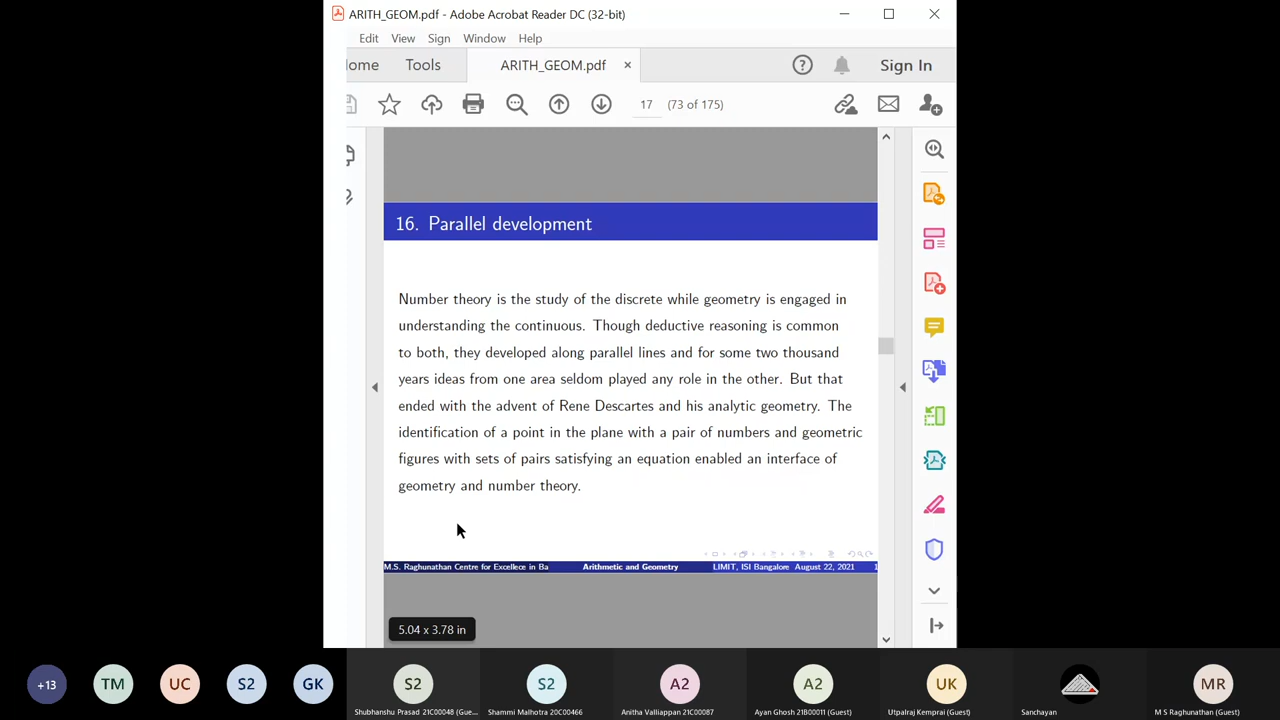 ARITH_GEOM.pdf - Adobe Acrobat Reader DC (32-bit)
Edit View Sign Window Help
ome Tools ARITH_GEOM.pdf × Sign In
17 (73 of 175)
16. Parallel development
Number theory is the study of the discrete while geometry is engaged in
understanding the continuous. Though deductive reasoning is common
to both, they developed along parallel lines and for some two thousand
years ideas from one area seldom played any role in the other. But that
ended with the advent of Rene Descartes and his analytic geometry. The
identification of a point in the plane with a pair of numbers and geometric
figures with sets of pairs satisfying an equation enabled an interface of
geometry and number theory.
M.S. Raghunathan Centre for Excellece in Ba Arithmetic and Geometry LIMIT, ISI Bangalore August 22, 2021 1
5.04 x 3.78 in
+13 TM UC S2 GK S2 S2 A2 A2 UK MR
Shubhanshu Prasad 21C00048 (Gue... Shammi Malhotra 20C00466 Anitha Valliappan 21C00087 Ayan Ghosh 21B00011 (Guest) Utpalraj Kemprai (Guest) Sanchayan M S Raghunathan (Guest)